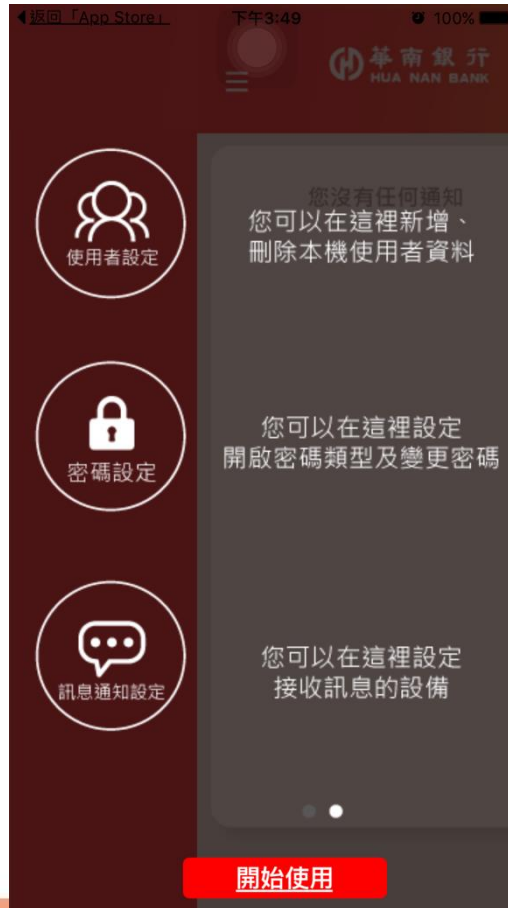 返回「App Store」
下午3:49
100%
華南銀行
HUA NAN BANK
您沒有任何通知
使用者設定
您可以在這裡新增、
刪除本機使用者資料
密碼設定
您可以在這裡設定
開啟密碼類型及變更密碼
訊息通知設定
您可以在這裡設定
接收訊息的設備
開始使用